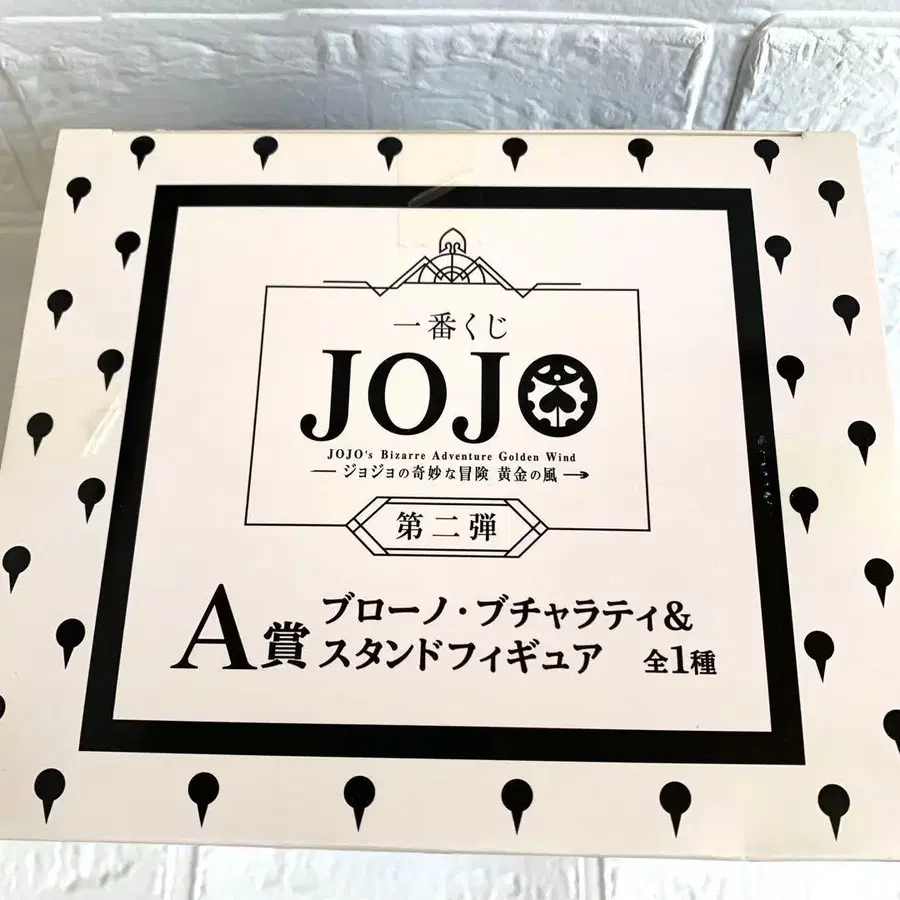 一番くじ
JOJO
JOJO's Bizarre Adventure Golden Wind
ジョジョの奇妙な冒険 黄金の風
第二弾
A賞 ブローノ・ブチャラティ&
スタンドフィギュア 全1種